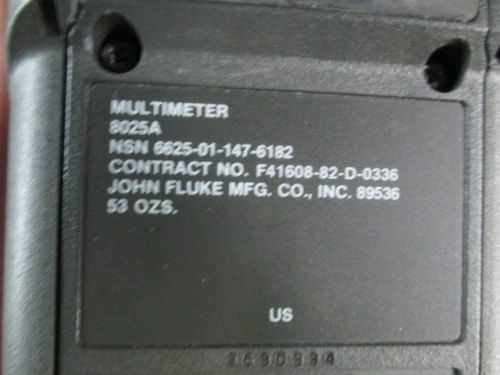 MULTIMETER
8025A
NSN 6625-01-147-6182
CONTRACT NO. F41608-82-D-0336
JOHN FLUKE MFG. CO., INC. 89536
53 OZS.
US
3630934